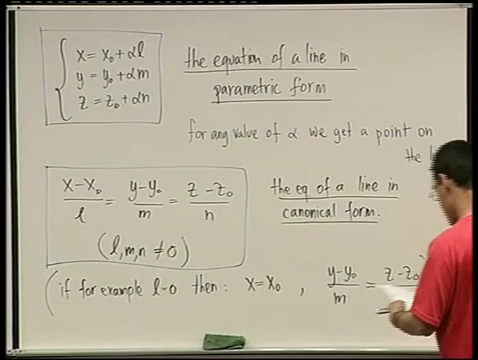 x = x₀ + αl
y = y₀ + αm
z = z₀ + αn
the equation of a line in
parametric form
for any value of α we get a point on
the
x-x₀/l = y-y₀/m = z-z₀/n
(l,m,n ≠0)
the eq of a line in
canonical form.
(if for example l=0 then: x=x₀, y-y₀/m = z-z₀